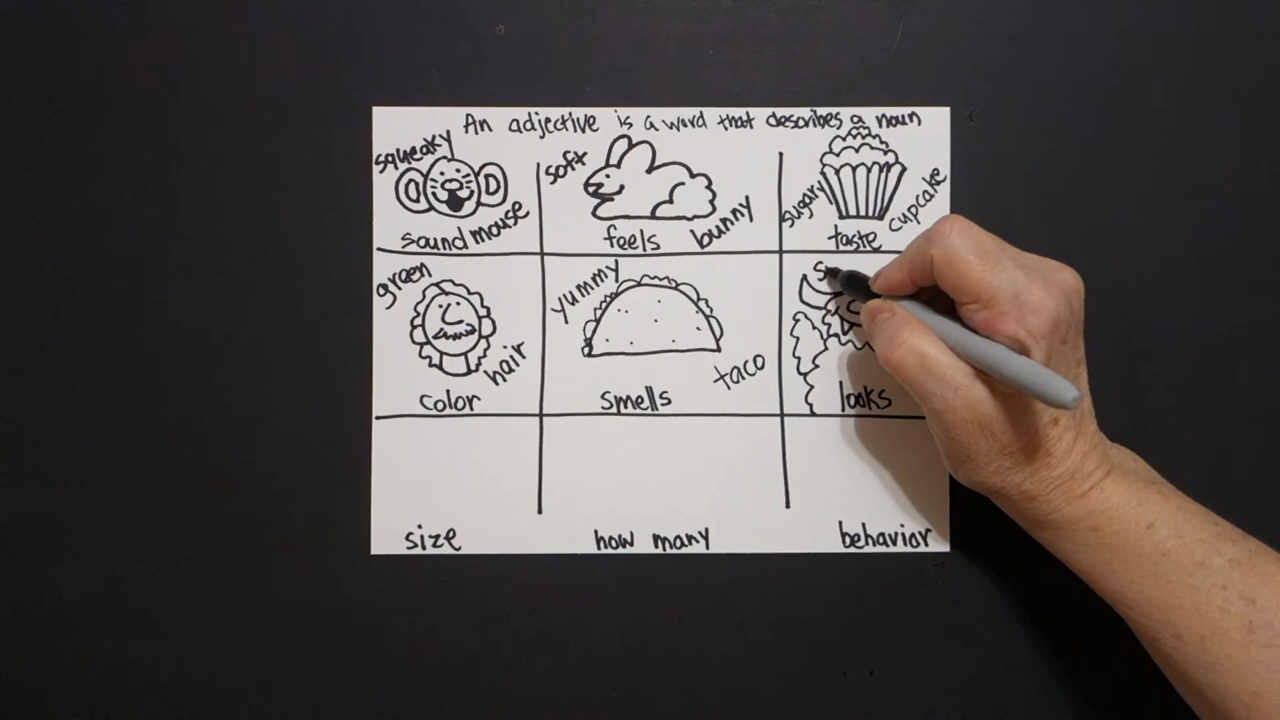 An adjective is a word that describes a noun
squeaky
sound mouse
soft
feels
bunny
sugary
taste
cupcake
green
hair
color
yummy
taco
smells
looks
size
how many
behavior